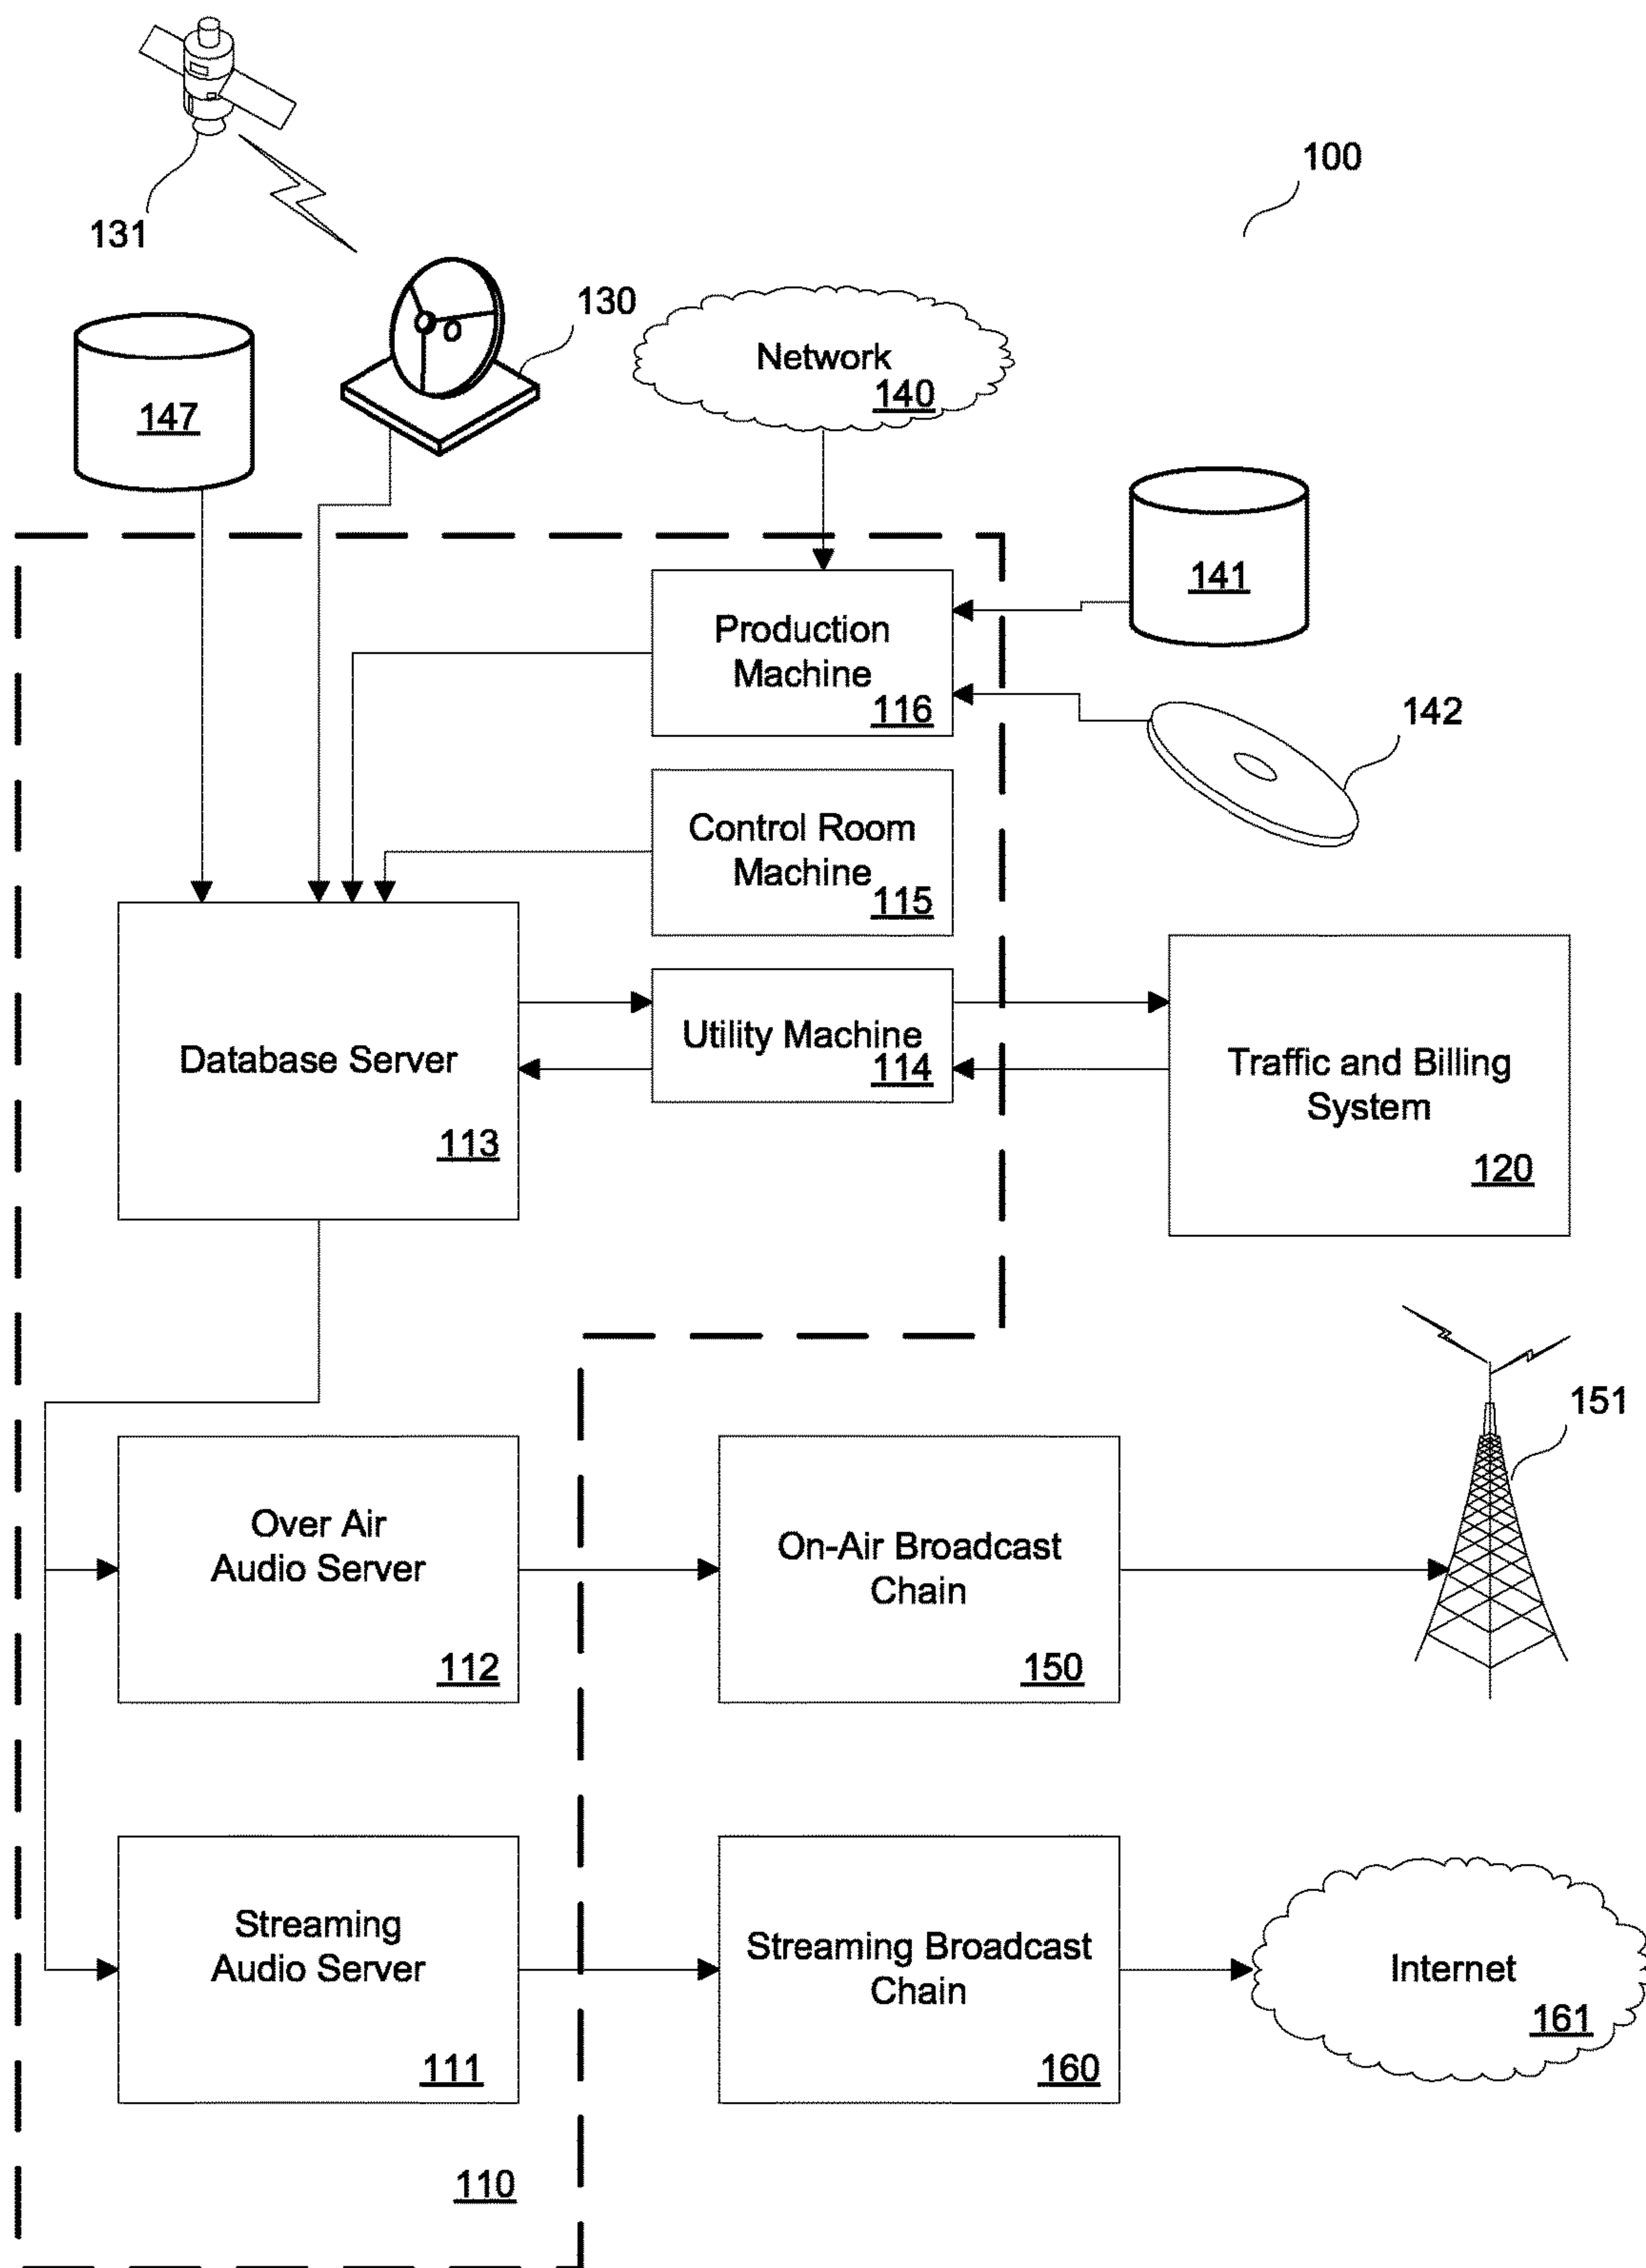 100
131
130
Network
140
147
141
Production
Machine
116
142
Control Room
Machine
115
Database Server
113
Utility Machine
114
Traffic and Billing
System
120
151
Over Air
Audio Server
112
On-Air Broadcast
Chain
150
Streaming
Audio Server
111
Streaming Broadcast
Chain
160
Internet
161
110